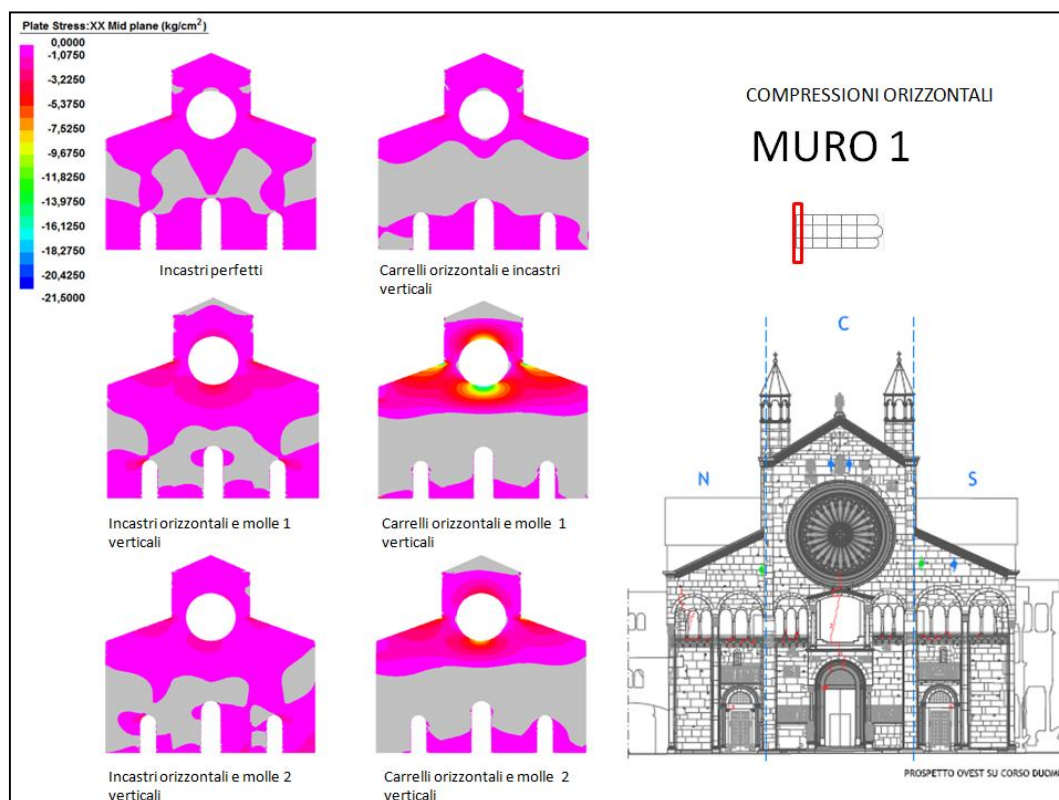 Plate Stress:XX Mid plane (kg/cm²)
0,0000
-1,0750
-3,2250
-5,3750
-7,5250
-9,6750
-11,8250
-13,9750
-16,1250
-18,2750
-20,4250
-21,5000
Incastri perfetti
Carrelli orizzontali e incastri
verticali
Incastri orizzontali e molle 1
verticali
Carrelli orizzontali e molle 1
verticali
Incastri orizzontali e molle 2
verticali
Carrelli orizzontali e molle 2
verticali
COMPRESSIONI ORIZZONTALI
MURO 1
C
N
S
PROSPETTO OVEST SU CORSO DUOMO